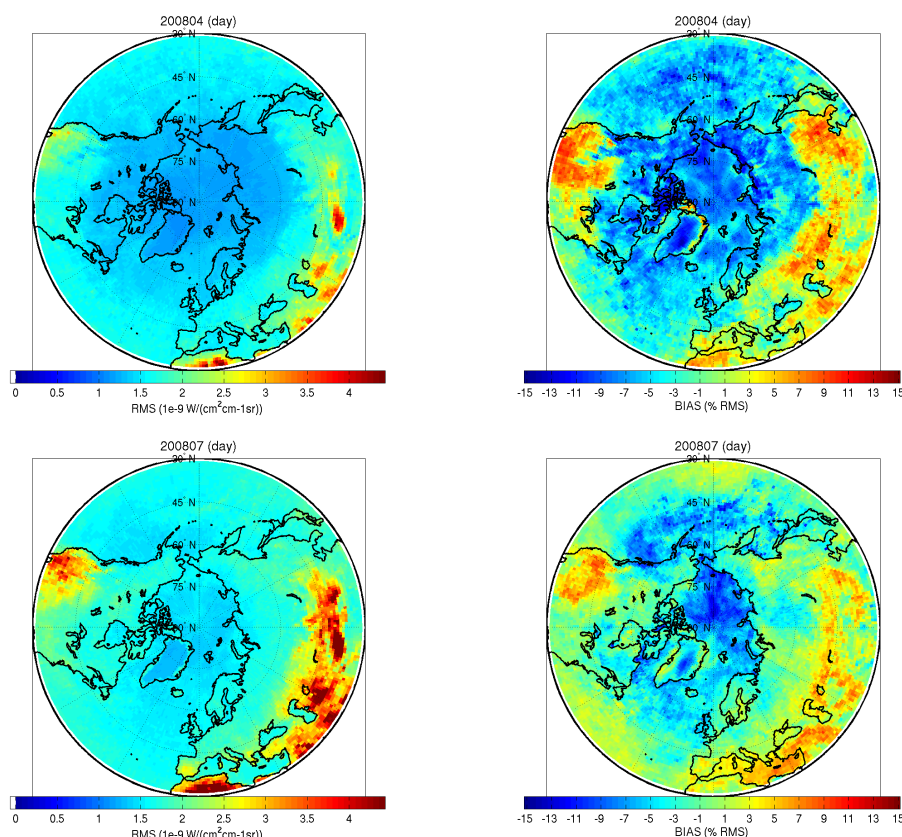 200804 (day)
200804 (day)
30° N
45° N
60° N
75° N
90° N
30° N
45° N
60° N
75° N
90° N
0 0.5 1 1.5 2 2.5 3 3.5 4
RMS (1e-9 W/(cm²cm-1sr))
-15 -13 -11 -9 -7 -5 -3 -1 1 3 5 7 9 11 13 15
BIAS (% RMS)
200807 (day)
200807 (day)
30° N
45° N
60° N
75° N
90° N
30° N
45° N
60° N
75° N
90° N
0 0.5 1 1.5 2 2.5 3 3.5 4
RMS (1e-9 W/(cm²cm-1sr))
-15 -13 -11 -9 -7 -5 -3 -1 1 3 5 7 9 11 13 15
BIAS (% RMS)